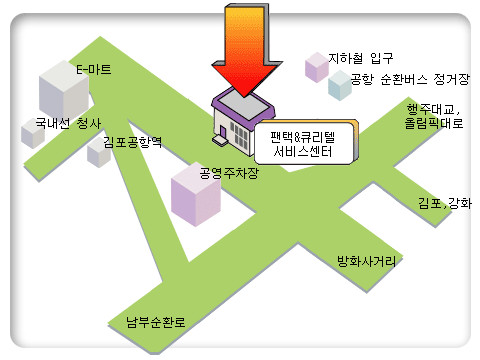 지하철 입구
E-마트
공항 순환버스 정거장
행주대교,
올림픽대로
국내선 청사
김포공항역
팬택&큐리텔
서비스센터
공영주차장
김포,강화
방화사거리
남부순환로